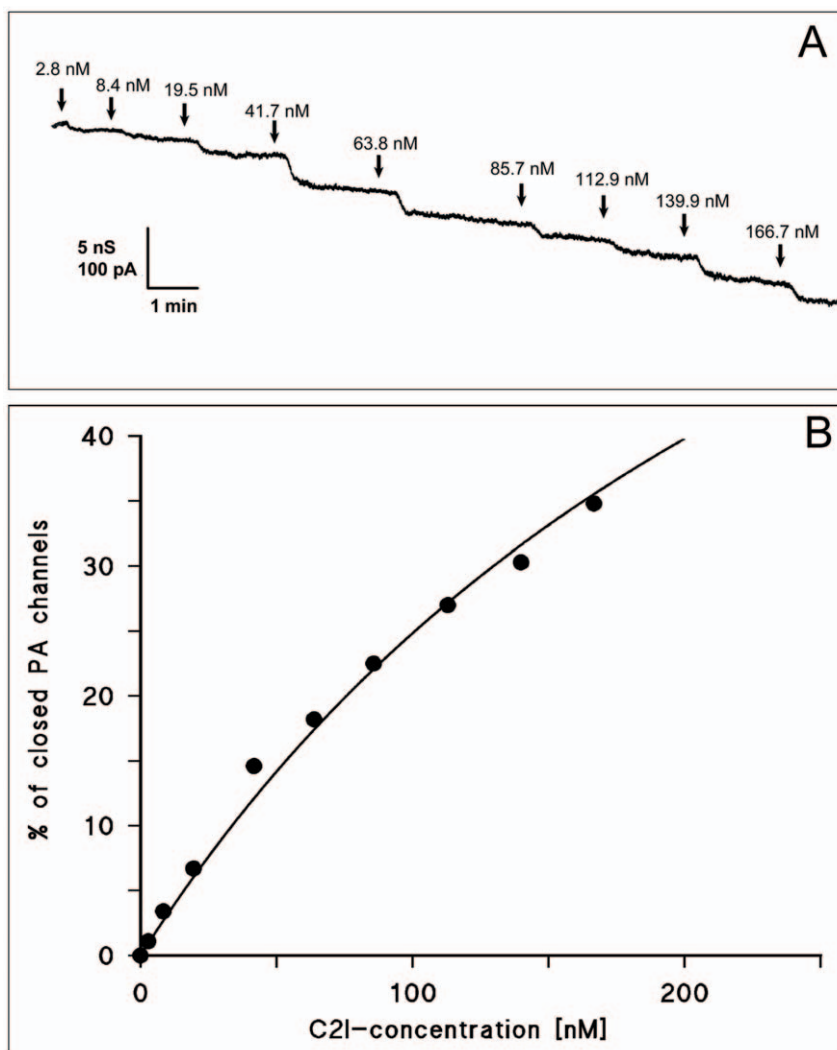 A
2.8 nM
8.4 nM
19.5 nM
41.7 nM
63.8 nM
85.7 nM
112.9 nM
139.9 nM
166.7 nM
5 nS
100 pA
1 min
B
40
30
20
10
0
% of closed PA channels
0
100
200
C2I-concentration [nM]